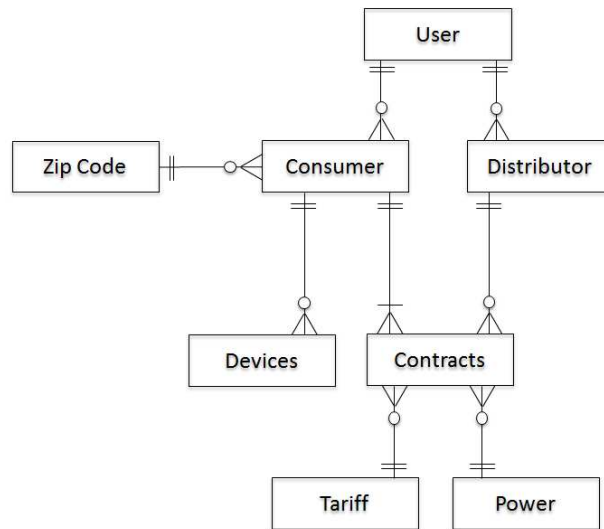 User
Zip Code
Consumer
Distributor
Devices
Contracts
Tariff
Power